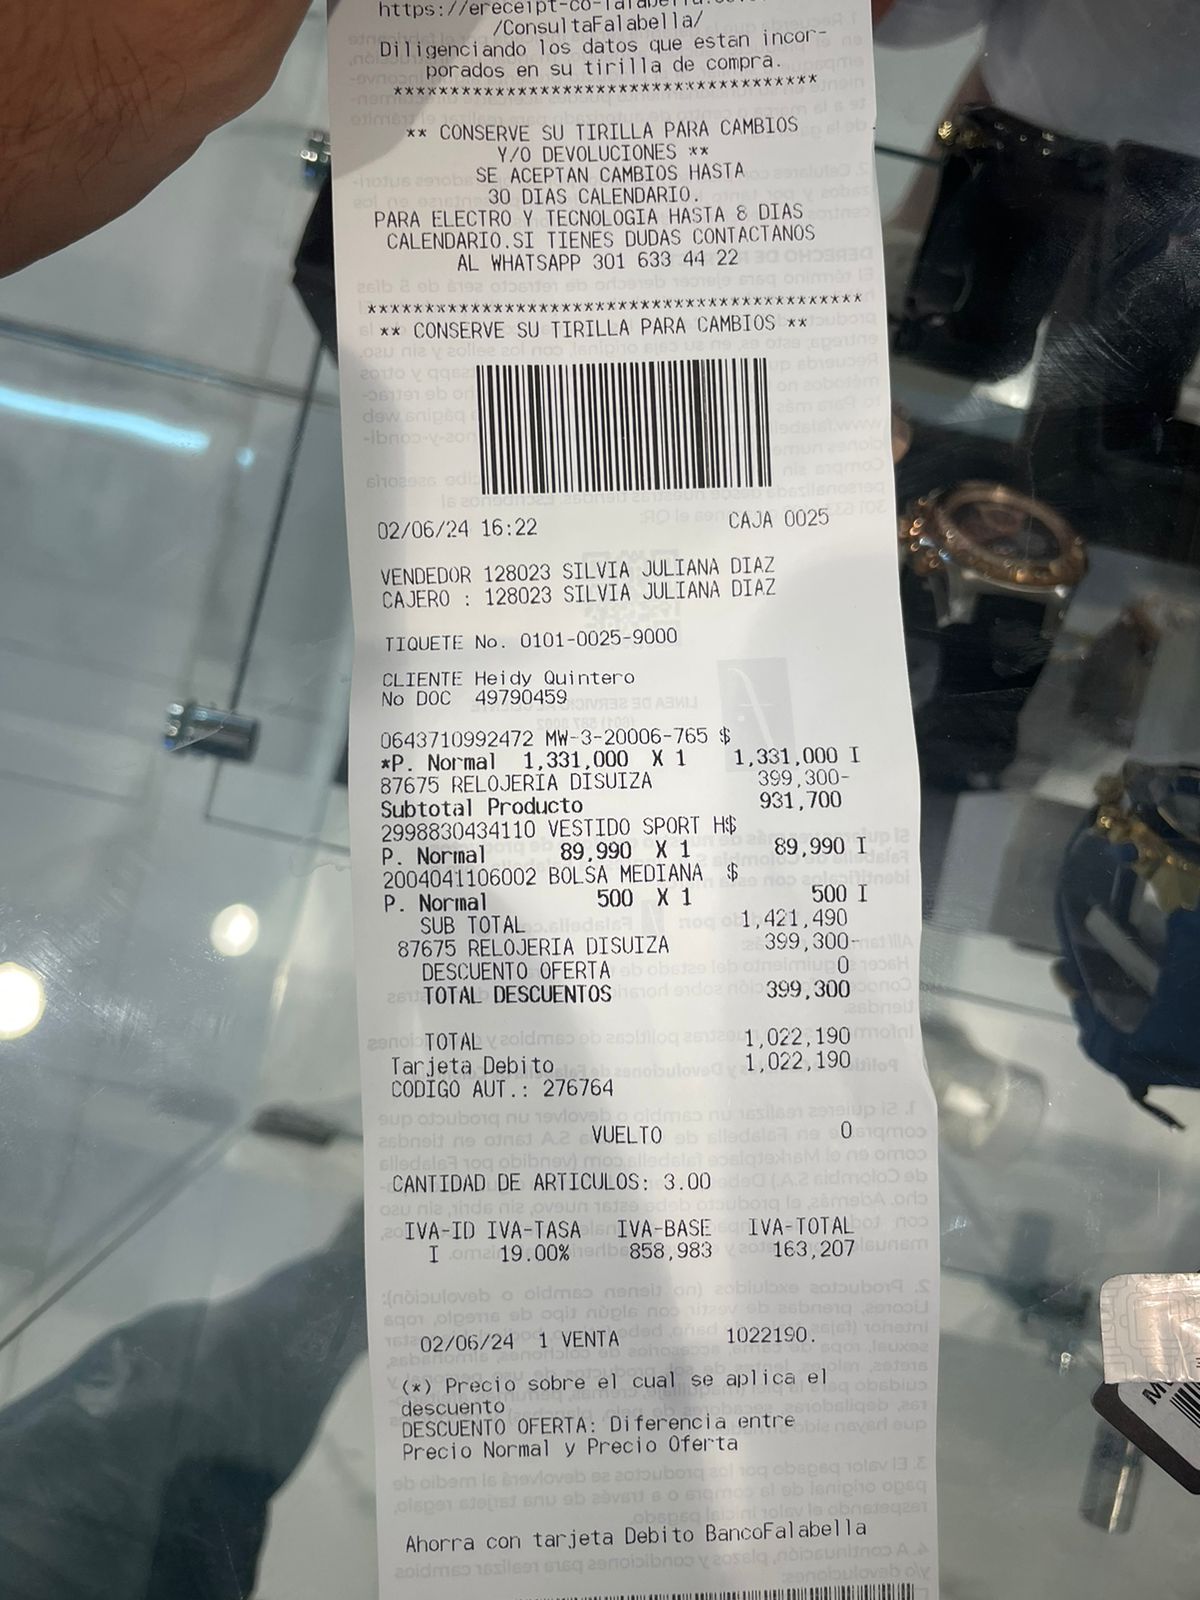 /ConsultaFalabella/
Diligenciando los datos que estan incor-
porados en su tirilla de compra.
************************************
** CONSERVE SU TIRILLA PARA CAMBIOS
Y/O DEVOLUCIONES **
SE ACEPTAN CAMBIOS HASTA
30 DIAS CALENDARIO.
PARA ELECTRO Y TECNOLOGIA HASTA 8 DIAS
CALENDARIO.SI TIENES DUDAS CONTACTANOS
AL WHATSAPP 301 633 44 22
******************************************
** CONSERVE SU TIRILLA PARA CAMBIOS **
02/06/24 16:22 CAJA 0025
VENDEDOR 128023 SILVIA JULIANA DIAZ
CAJERO : 128023 SILVIA JULIANA DIAZ
TIQUETE No. 0101-0025-9000
CLIENTE Heidy Quintero
No DOC 49790459
0643710992472 MW-3-20006-765 $
*P. Normal 1,331,000 X 1 1,331,000 I
87675 RELOJERIA DISUIZA 399,300-
Subtotal Producto 931,700
2998830434110 VESTIDO SPORT H$
P. Normal 89,990 X 1 89,990 I
2004041106002 BOLSA MEDIANA $
P. Normal 500 X 1 500 I
SUB TOTAL 1,421,490
87675 RELOJERIA DISUIZA 399,300-
DESCUENTO OFERTA 0
TOTAL DESCUENTOS 399,300
TOTAL 1,022,190
Tarjeta Debito 1,022,190
CODIGO AUT.: 276764
VUELTO 0
CANTIDAD DE ARTICULOS: 3.00
IVA-ID IVA-TASA IVA-BASE IVA-TOTAL
I 19.00% 858,983 163,207
02/06/24 1 VENTA 1022190.
(*) Precio sobre el cual se aplica el
descuento
DESCUENTO OFERTA: Diferencia entre
Precio Normal y Precio Oferta
Ahorra con tarjeta Debito BancoFalabella